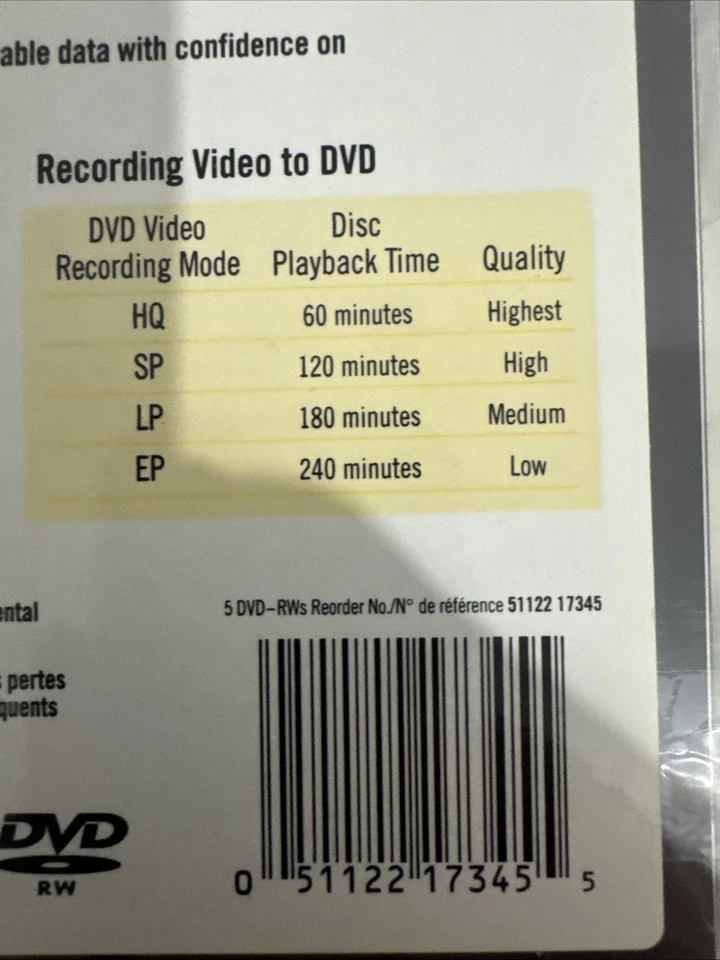 able data with confidence on
Recording Video to DVD
DVD Video Recording Mode Disc Playback Time Quality
HQ 60 minutes Highest
SP 120 minutes High
LP 180 minutes Medium
EP 240 minutes Low
5 DVD-RWs Reorder No./N° de référence 51122 17345
ental
pertes
quents
DVD
RW
0 51122 17345 5